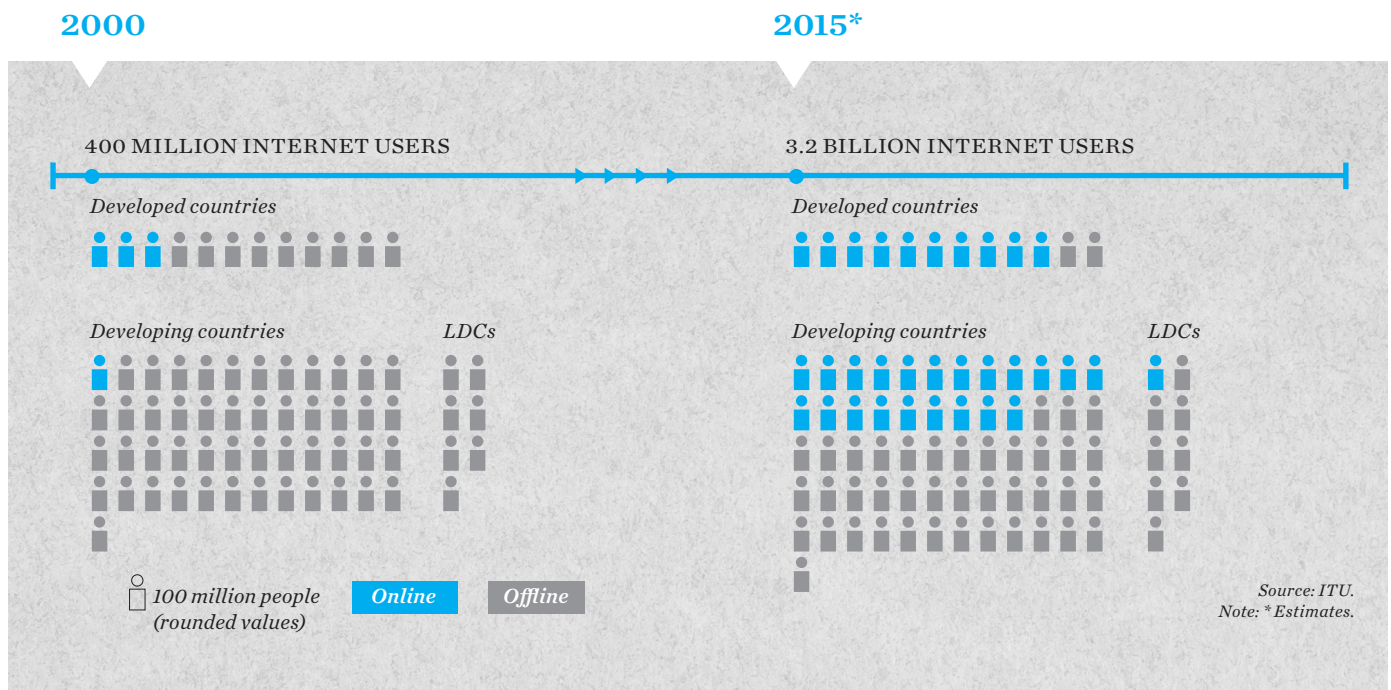 2000
2015*
400 MILLION INTERNET USERS
3.2 BILLION INTERNET USERS
Developed countries
Developed countries
Developing countries
LDCs
Developing countries
LDCs
100 million people
(rounded values)
Online
Offline
Source: ITU.
Note: * Estimates.